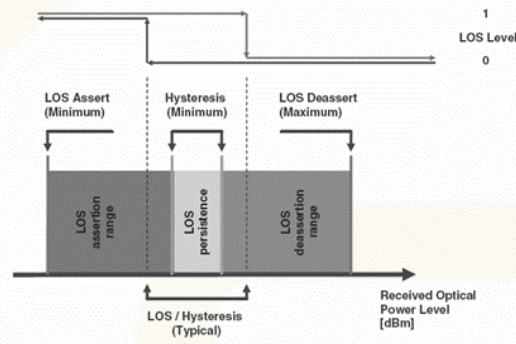 1
LOS Level
0
LOS Assert
(Minimum)
Hysteresis
(Minimum)
LOS Deassert
(Maximum)
LOS
assertion
range
LOS
persistence
LOS
deassertion
range
LOS / Hysteresis
(Typical)
Received Optical
Power Level
[dBm]